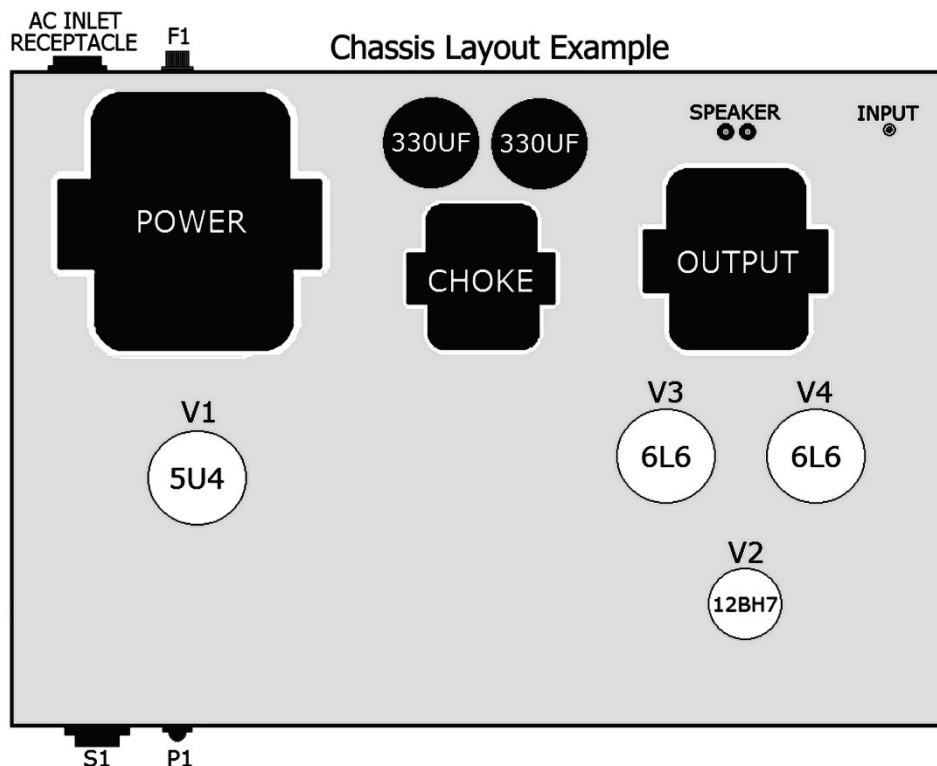 AC INLET
RECEPTACLE
F1
Chassis Layout Example
330UF
330UF
SPEAKER
INPUT
POWER
CHOKE
OUTPUT
V1
5U4
V3
6L6
V4
6L6
V2
12BH7
S1
P1